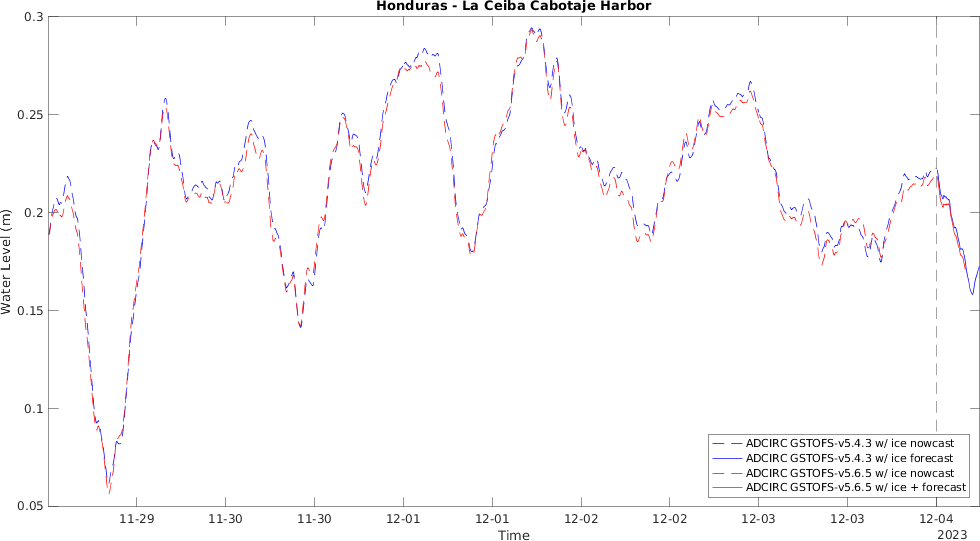 Honduras - La Ceiba Cabotaje Harbor
0.3
0.25
0.2
0.15
0.1
0.05
Water Level (m)
ADCIRC GSTOFS-v5.4.3 w/ ice nowcast
ADCIRC GSTOFS-v5.4.3 w/ ice forecast
ADCIRC GSTOFS-v5.6.5 w/ ice nowcast
ADCIRC GSTOFS-v5.6.5 w/ ice + forecast
11-29 11-30 11-30 12-01 12-01 12-02 12-02 12-03 12-03 12-04
Time 2023